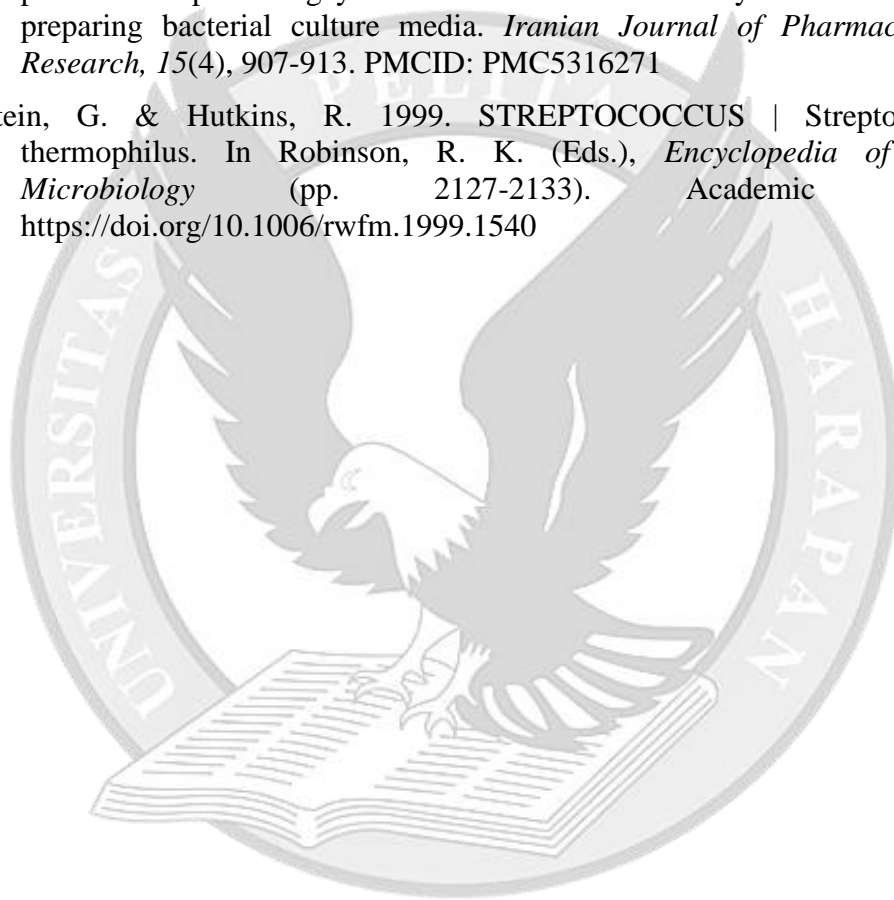 preparing bacterial culture media. Iranian Journal of Pharmac
Research, 15(4), 907-913. PMCID: PMC5316271
tein, G. & Hutkins, R. 1999. STREPTOCOCCUS | Strepto
thermophilus. In Robinson, R. K. (Eds.), Encyclopedia of
Microbiology (pp. 2127-2133). Academic
https://doi.org/10.1006/rwfm.1999.1540
UNIVERSITAS PELITA HARAPAN